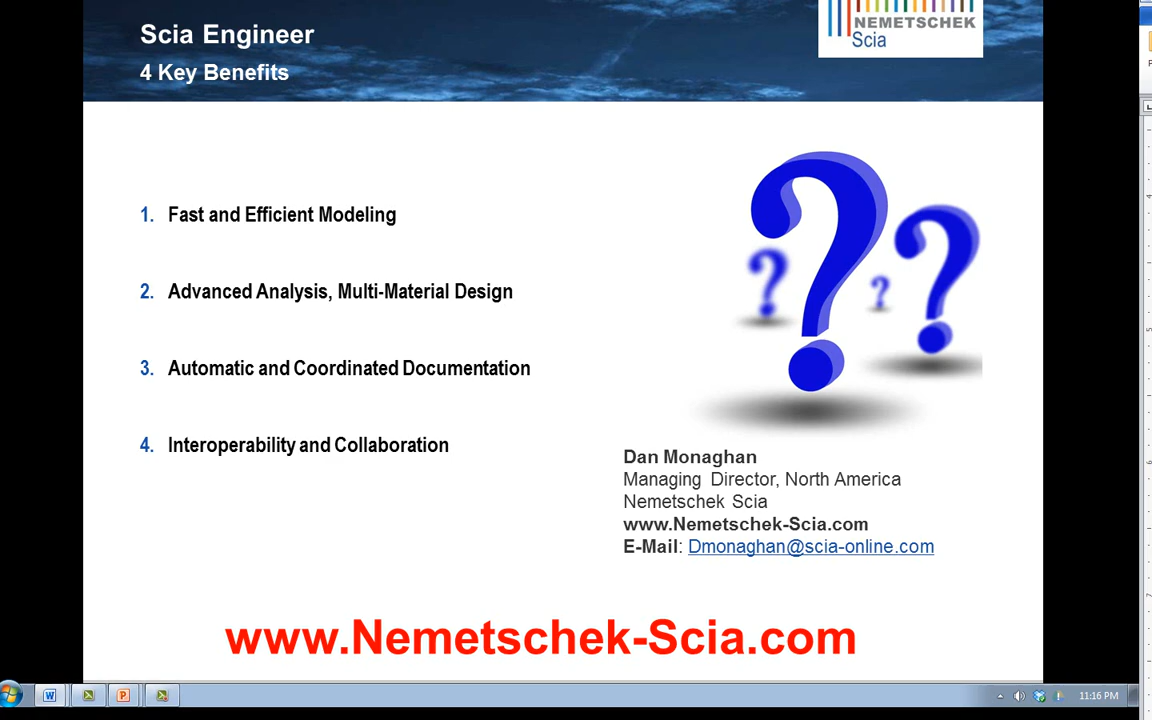 Scia Engineer
4 Key Benefits
NEMETSCHEK
Scia
1. Fast and Efficient Modeling
2. Advanced Analysis, Multi-Material Design
3. Automatic and Coordinated Documentation
4. Interoperability and Collaboration
Dan Monaghan
Managing Director, North America
Nemetschek Scia
www.Nemetschek-Scia.com
E-Mail: Dmonaghan@scia-online.com
www.Nemetschek-Scia.com
11:16 PM